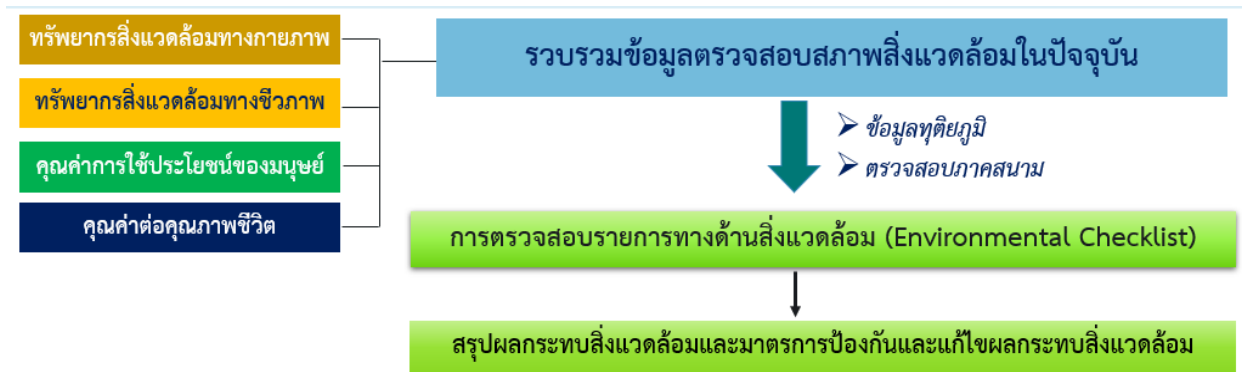 ทรัพยากรสิ่งแวดล้อมทางกายภาพ
ทรัพยากรสิ่งแวดล้อมทางชีวภาพ
คุณค่าการใช้ประโยชน์ของมนุษย์
คุณค่าต่อคุณภาพชีวิต
รวบรวมข้อมูลตรวจสอบสภาพสิ่งแวดล้อมในปัจจุบัน
ข้อมูลทุติยภูมิ
ตรวจสอบภาคสนาม
การตรวจสอบรายการทางด้านสิ่งแวดล้อม (Environmental Checklist)
สรุปผลกระทบสิ่งแวดล้อมและมาตรการป้องกันและแก้ไขผลกระทบสิ่งแวดล้อม